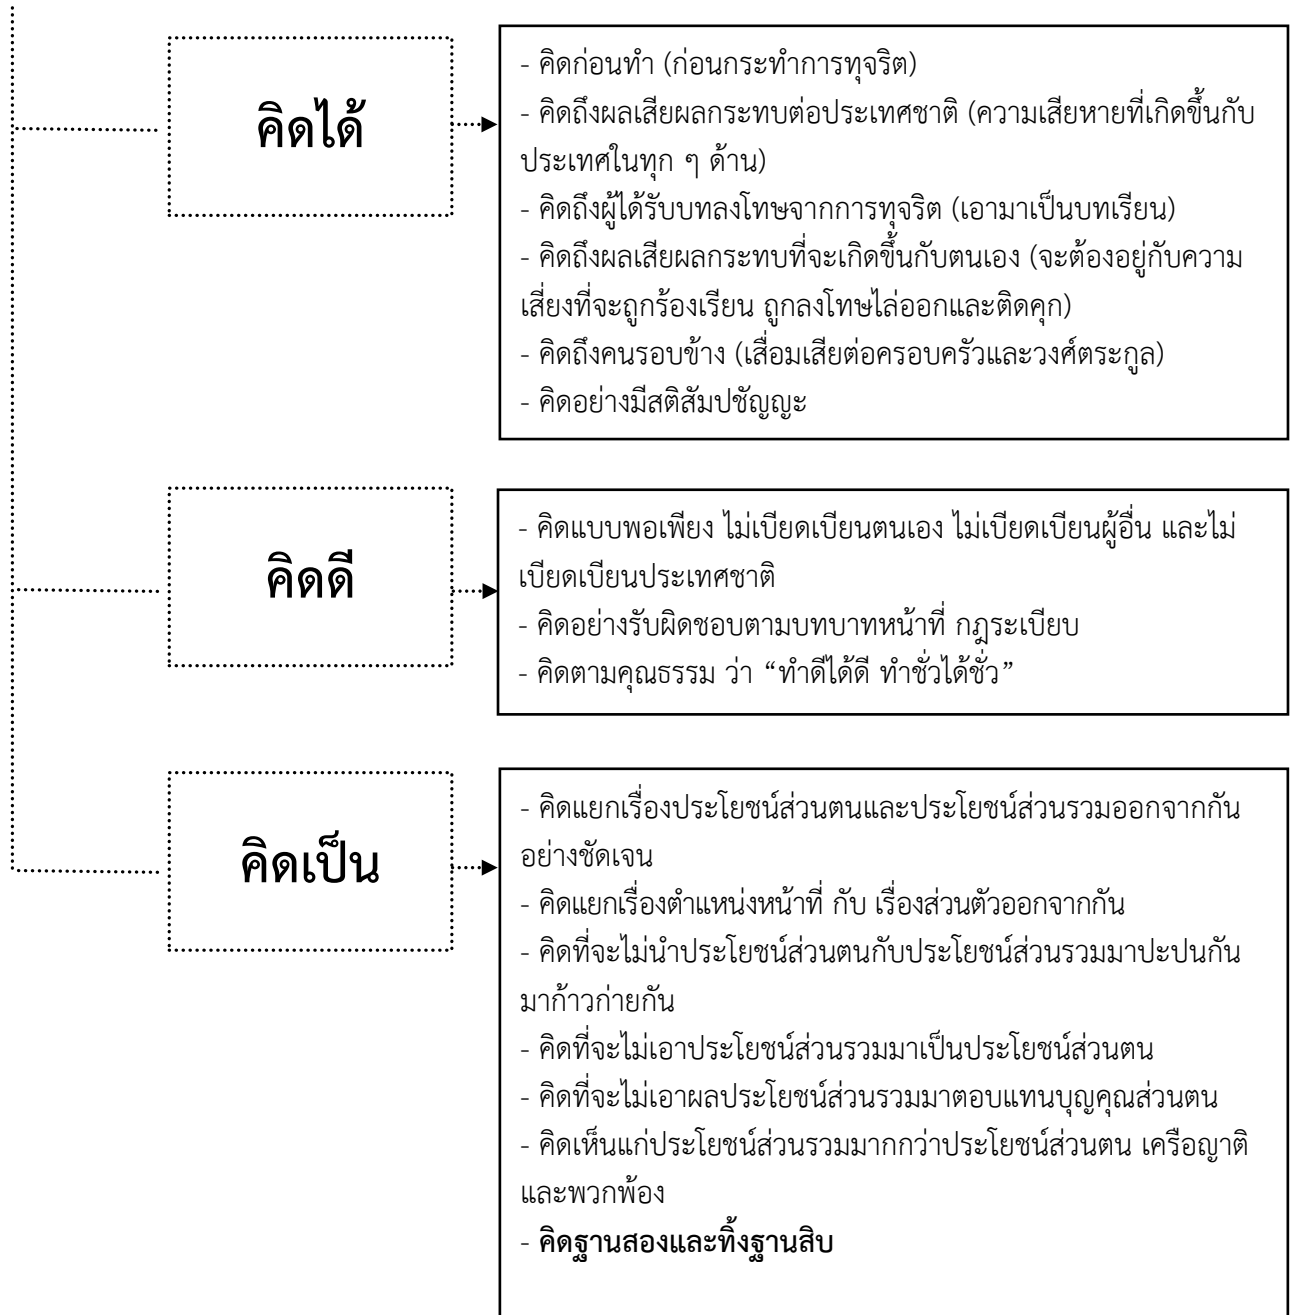 คิดได้
- คิดก่อนทำ (ก่อนกระทำการทุจริต)
- คิดถึงผลเสียผลกระทบต่อประเทศชาติ (ความเสียหายที่เกิดขึ้นกับ
ประเทศในทุก ๆ ด้าน)
- คิดถึงผู้ได้รับบทลงโทษจากการทุจริต (เอามาเป็นบทเรียน)
- คิดถึงผลเสียผลกระทบที่จะเกิดขึ้นกับตนเอง (จะต้องอยู่กับความ
เสี่ยงที่จะถูกร้องเรียน ถูกลงโทษไล่ออกและติดคุก)
- คิดถึงคนรอบข้าง (เสื่อมเสียต่อครอบครัวและวงศ์ตระกูล)
- คิดอย่างมีสติสัมปชัญญะ
คิดดี
- คิดแบบพอเพียง ไม่เบียดเบียนตนเอง ไม่เบียดเบียนผู้อื่น และไม่
เบียดเบียนประเทศชาติ
- คิดอย่างรับผิดชอบตามบทบาทหน้าที่ กฎระเบียบ
- คิดตามคุณธรรม ว่า “ทำดีได้ดี ทำชั่วได้ชั่ว”
คิดเป็น
- คิดแยกเรื่องประโยชน์ส่วนตนและประโยชน์ส่วนรวมออกจากกัน
อย่างชัดเจน
- คิดแยกเรื่องตำแหน่งหน้าที่ กับ เรื่องส่วนตัวออกจากกัน
- คิดที่จะไม่นำประโยชน์ส่วนตนกับประโยชน์ส่วนรวมมาปะปนกัน
มาก้าวก่ายกัน
- คิดที่จะไม่เอาประโยชน์ส่วนรวมมาเป็นประโยชน์ส่วนตน
- คิดที่จะไม่เอาผลประโยชน์ส่วนรวมมาตอบแทนบุญคุณส่วนตน
- คิดเห็นแก่ประโยชน์ส่วนรวมมากกว่าประโยชน์ส่วนตน เครือญาติ
และพวกพ้อง
- คิดฐานสองและทิ้งฐานสิบ